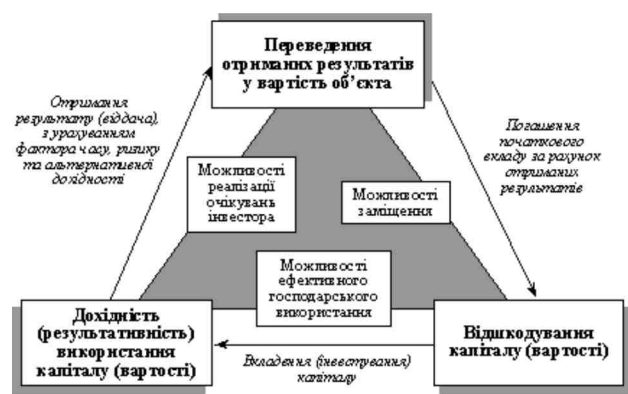 Переведення
отриманих результатів
у вартість об’єкта
Отримання
результату (віддача),
з урахуванням
фактора часу, ризику
та альтернативної
дохідності
Погашення
початкового
вкладу за рахунок
отриманих
результатів
Можливості
реалізації
очікувань
інвестора
Можливості
заміщення
Можливості
ефективного
господарського
використання
Дохідність
(результативність)
використання
капіталу (вартості)
Відшкодування
капіталу (вартості)
Вкладення (інвестування)
капіталу